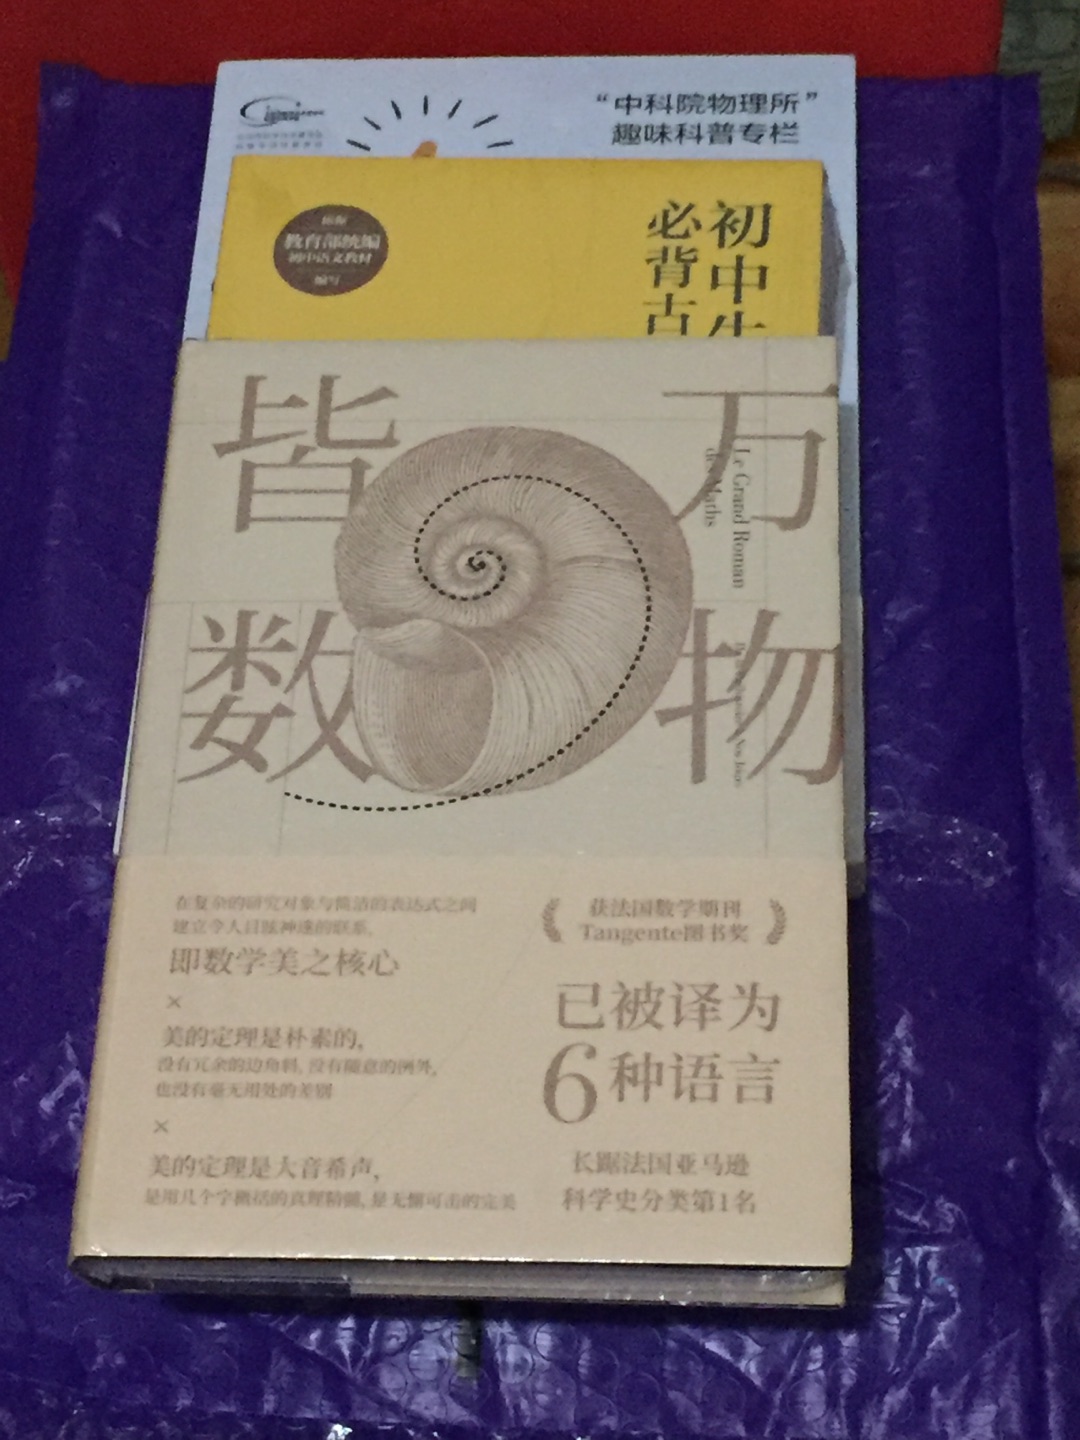 “中科院物理所”
趣味科普专栏
根据
教育部统编
初中语文教材
编写
初中生
必背古
万物
皆数
Le Grand Roman
des Maths
在复杂的研究对象与简洁的表达式之间
建立令人目眩神迷的联系,
即数学美之核心
×
美的定理是朴素的,
没有冗余的边角料, 没有随意的例外,
也没有毫无用处的差别
×
美的定理是大音希声,
是用几个字概括的真理精髓, 是无懈可击的完美
获法国数学期刊
Tangente图书奖
已被译为
6种语言
长踞法国亚马逊
科学史分类第1名